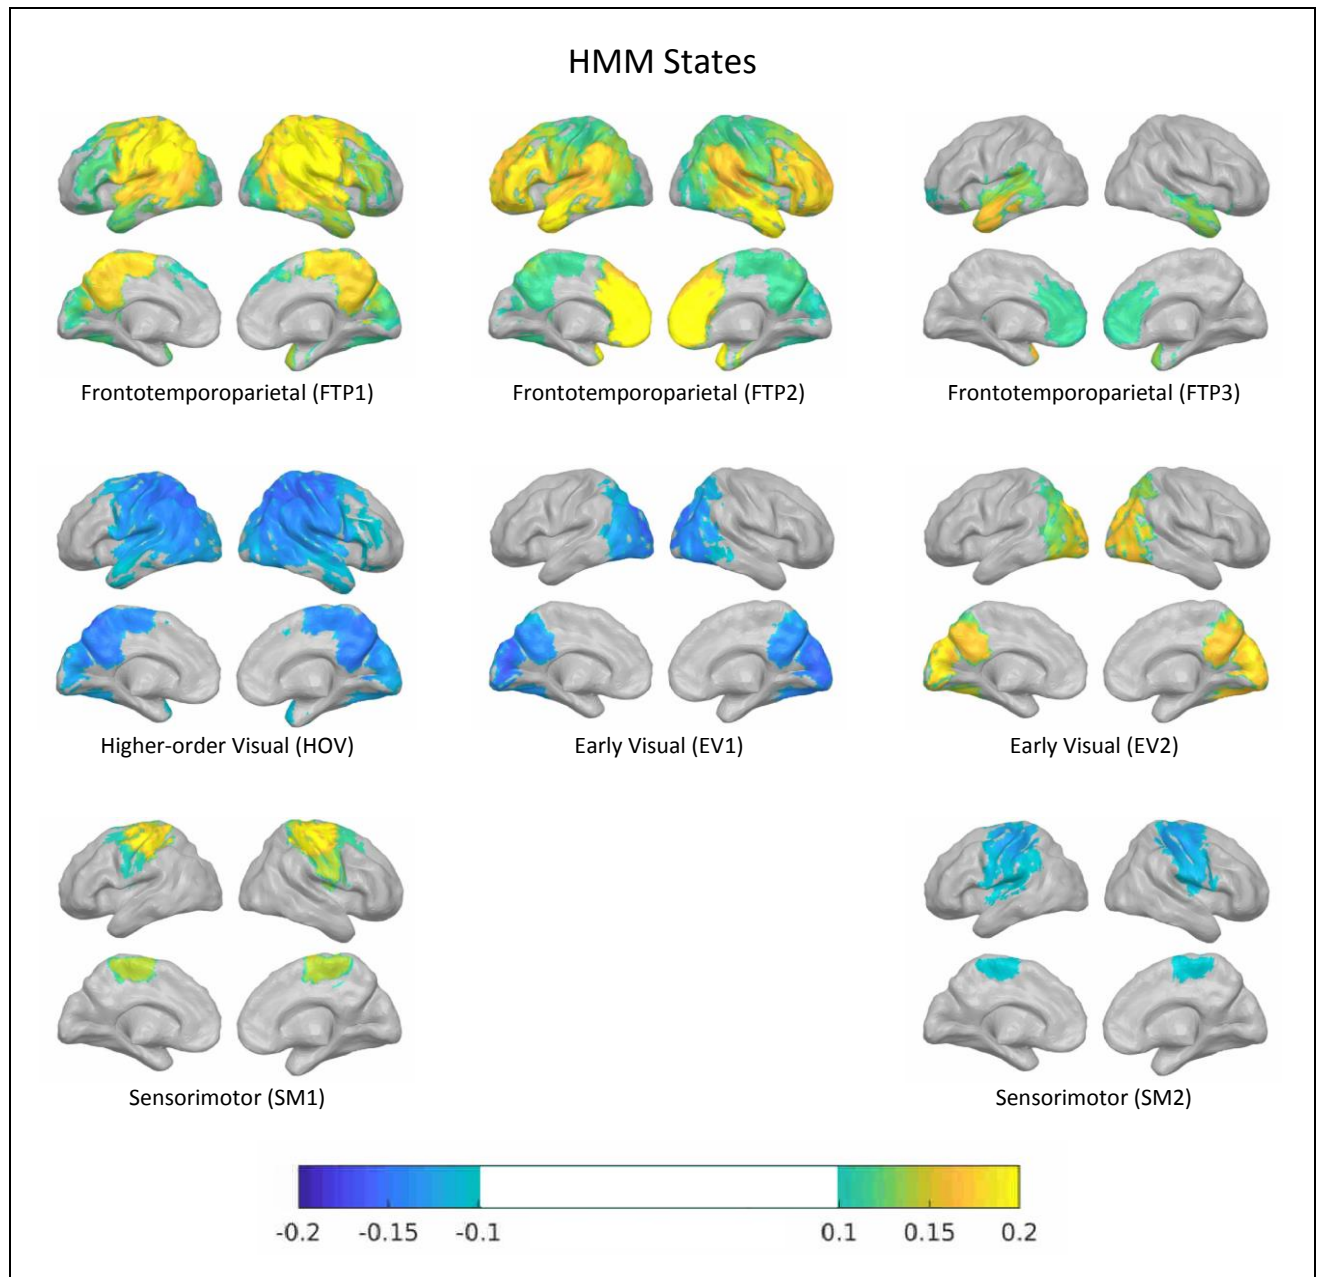 HMM States
Frontotemporoparietal (FTP1)
Frontotemporoparietal (FTP2)
Frontotemporoparietal (FTP3)
Higher-order Visual (HOV)
Early Visual (EV1)
Early Visual (EV2)
Sensorimotor (SM1)
Sensorimotor (SM2)
-0.2 -0.15 -0.1 0.1 0.15 0.2